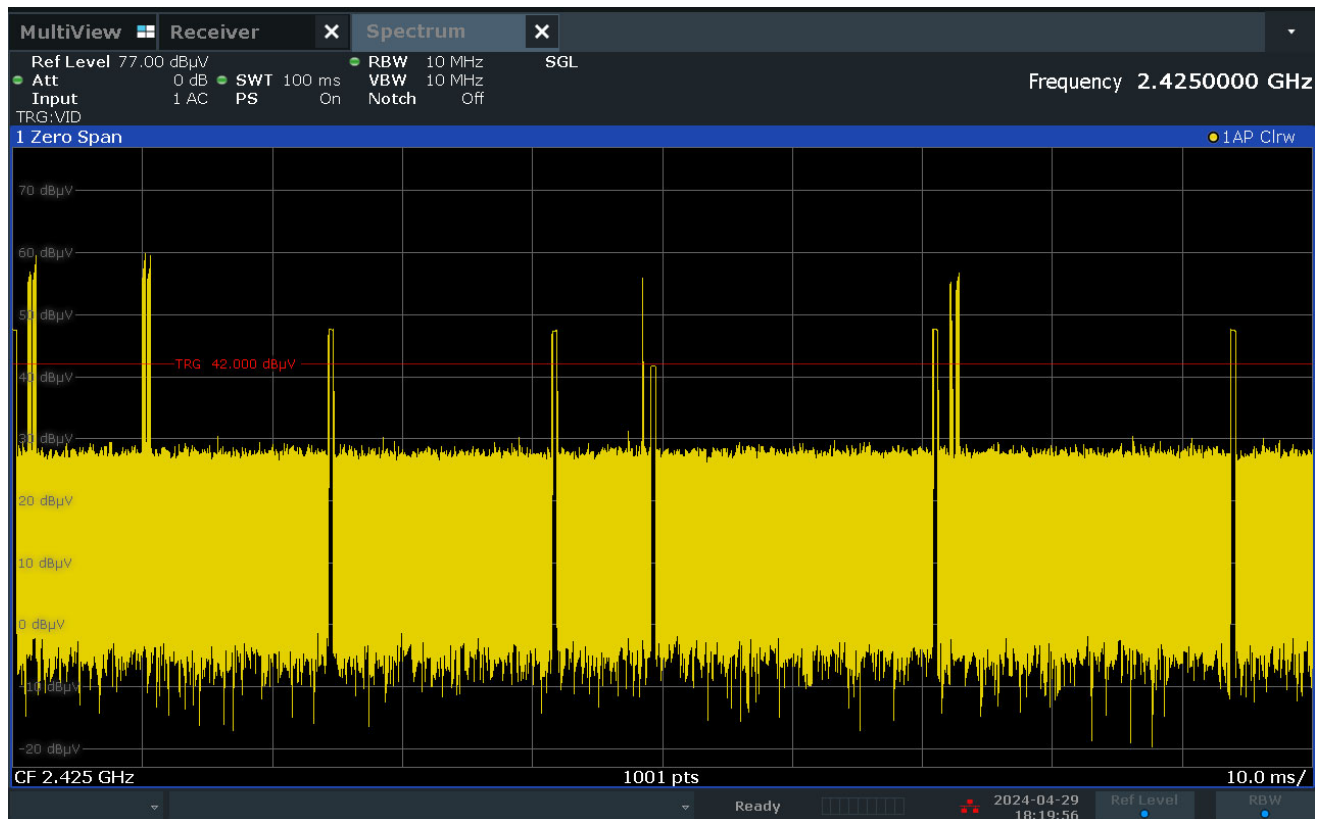 MultiView Receiver X Spectrum X
Ref Level 77.00 dBµV RBW 10 MHz SGL
Att 0 dB SWT 100 ms VBW 10 MHz Frequency 2.4250000 GHz
Input 1 AC PS On Notch Off
TRG:VID
1 Zero Span 1AP Clrw
70 dBµV
60 dBµV
50 dBµV
TRG 42.000 dBµV
40 dBµV
30 dBµV
20 dBµV
10 dBµV
0 dBµV
-10 dBµV
-20 dBµV
CF 2.425 GHz 1001 pts 10.0 ms/
Ready 2024-04-29 Ref Level RBW
18:19:56